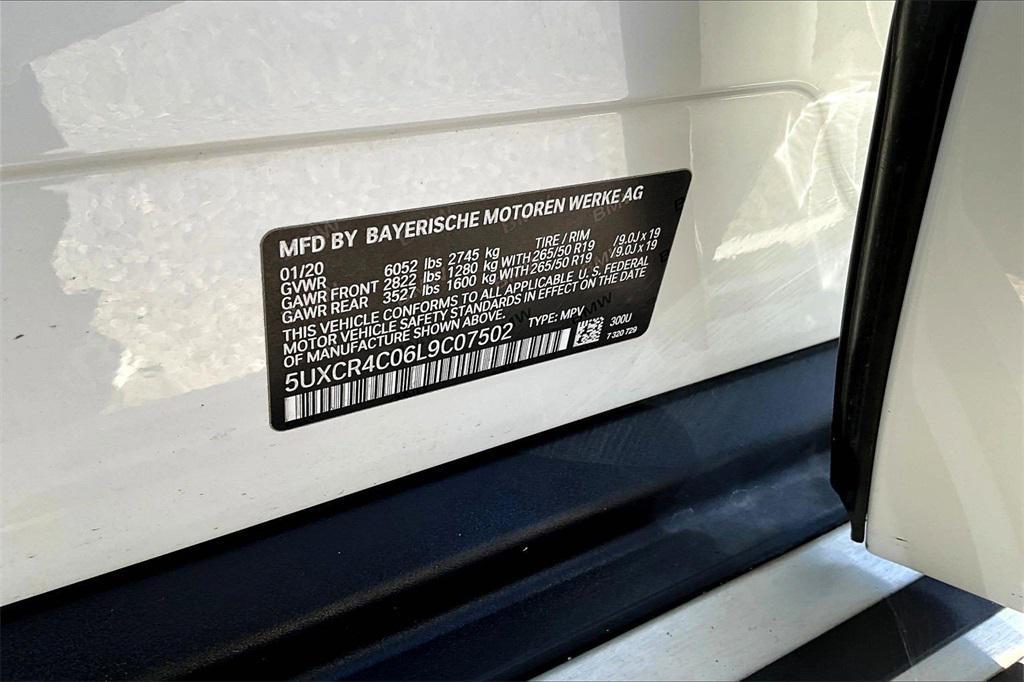 MFD BY BAYERISCHE MOTOREN WERKE AG
01/20 TIRE / RIM
GVWR 6052 lbs 2745 kg
GAWR FRONT 2822 lbs 1280 kg WITH 265/50 R19 /9.0J x 19
GAWR REAR 3527 lbs 1600 kg WITH 265/50 R19 /9.0J x 19
THIS VEHICLE CONFORMS TO ALL APPLICABLE U. S. FEDERAL
MOTOR VEHICLE SAFETY STANDARDS IN EFFECT ON THE DATE
OF MANUFACTURE SHOWN ABOVE.
5UXCR4C06L9C07502 TYPE: MPV 300U
7 320 729